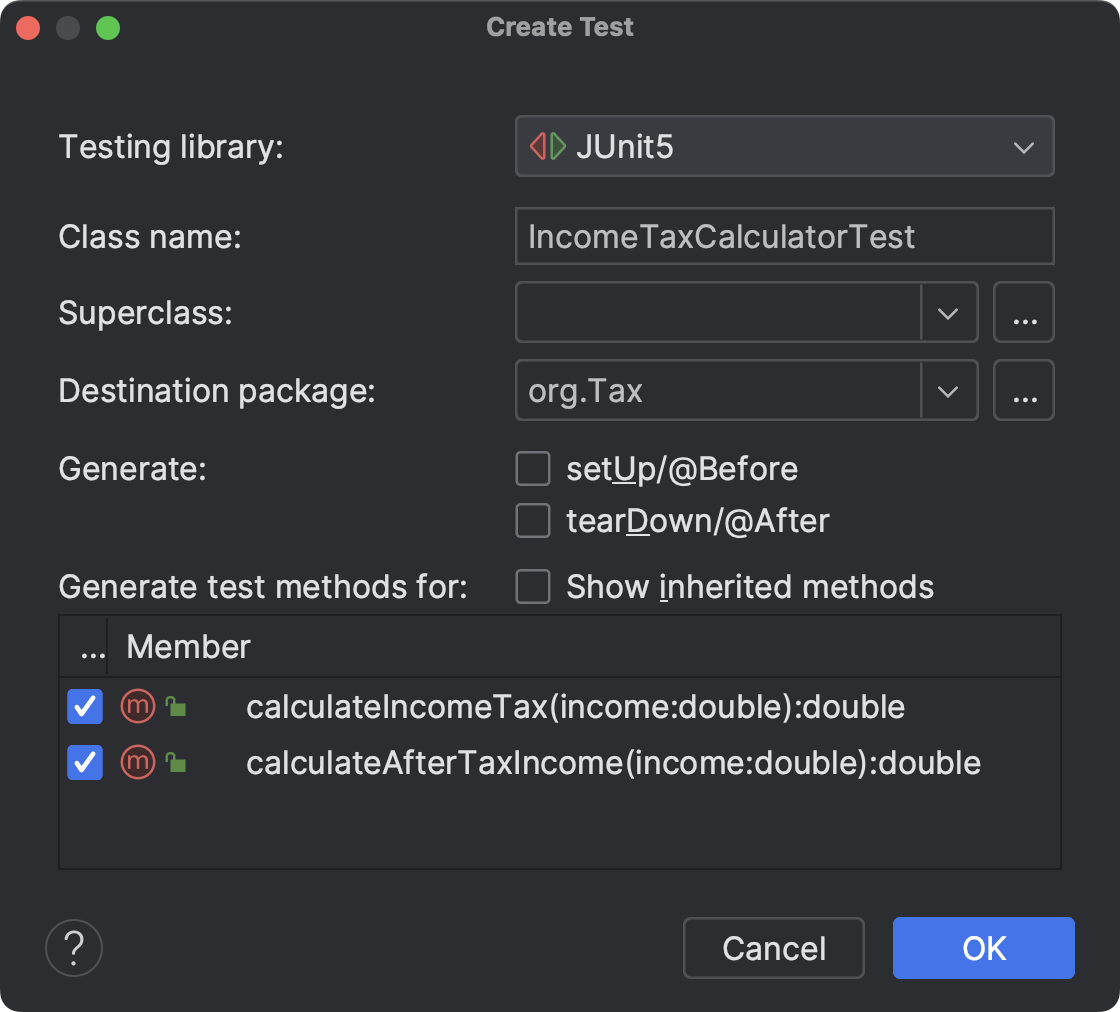 Create Test
Testing library:
JUnit5
Class name:
IncomeTaxCalculatorTest
Superclass:
...
Destination package:
org.Tax
...
Generate:
setUp/@Before
tearDown/@After
Generate test methods for:
Show inherited methods
... Member
m calculateIncomeTax(income:double):double
m calculateAfterTaxIncome(income:double):double
?
Cancel
OK